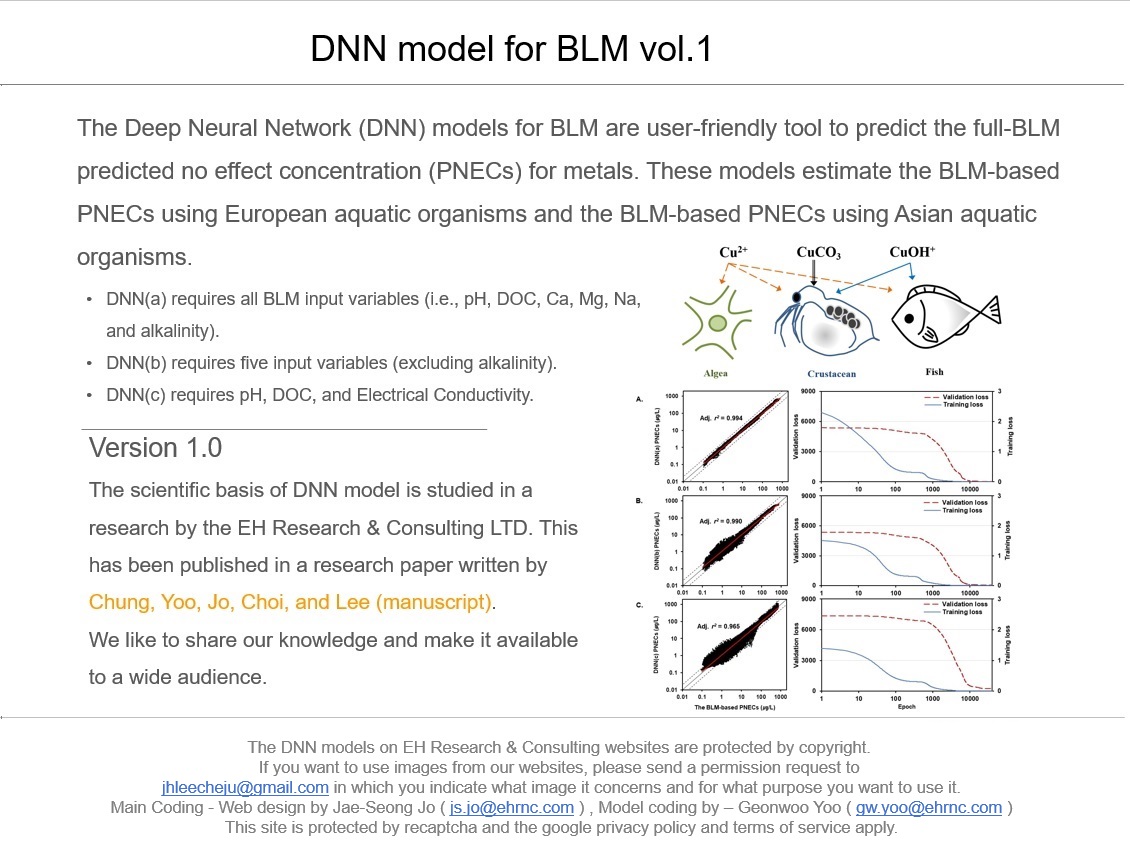 DNN model for BLM vol.1
The Deep Neural Network (DNN) models for BLM are user-friendly tool to predict the full-BLM
predicted no effect concentration (PNECs) for metals. These models estimate the BLM-based
PNECs using European aquatic organisms and the BLM-based PNECs using Asian aquatic
organisms.
• DNN(a) requires all BLM input variables (i.e., pH, DOC, Ca, Mg, Na,
and alkalinity).
• DNN(b) requires five input variables (excluding alkalinity).
• DNN(c) requires pH, DOC, and Electrical Conductivity.
Version 1.0
The scientific basis of DNN model is studied in a
research by the EH Research & Consulting LTD. This
has been published in a research paper written by
Chung, Yoo, Jo, Choi, and Lee (manuscript).
We like to share our knowledge and make it available
to a wide audience.
Cu²⁺ CuCO₃ CuOH⁺
Algea Crustacean Fish
A.
DNN(a) PNECs (µg/L)
1000
100
10
1
0.1
0.01
Adj. r² = 0.994
0.01 0.1 1 10 100 1000
Validation loss
9000
6000
3000
0
Validation loss
Training loss
3
2
1
0
Training loss
1 10 100 1000 10000
B.
DNN(b) PNECs (µg/L)
1000
100
10
1
0.1
0.01
Adj. r² = 0.990
0.01 0.1 1 10 100 1000
Validation loss
9000
6000
3000
0
Validation loss
Training loss
3
2
1
0
Training loss
1 10 100 1000 10000
C.
DNN(c) PNECs (µg/L)
1000
100
10
1
0.1
0.01
Adj. r² = 0.965
0.01 0.1 1 10 100 1000
The BLM-based PNECs (µg/L)
Validation loss
9000
6000
3000
0
Validation loss
Training loss
3
2
1
0
Training loss
1 10 100 1000 10000
Epoch
The DNN models on EH Research & Consulting websites are protected by copyright.
If you want to use images from our websites, please send a permission request to
jhleecheju@gmail.com in which you indicate what image it concerns and for what purpose you want to use it.
Main Coding - Web design by Jae-Seong Jo ( js.jo@ehrnc.com ) , Model coding by – Geonwoo Yoo ( gw.yoo@ehrnc.com )
This site is protected by recaptcha and the google privacy policy and terms of service apply.